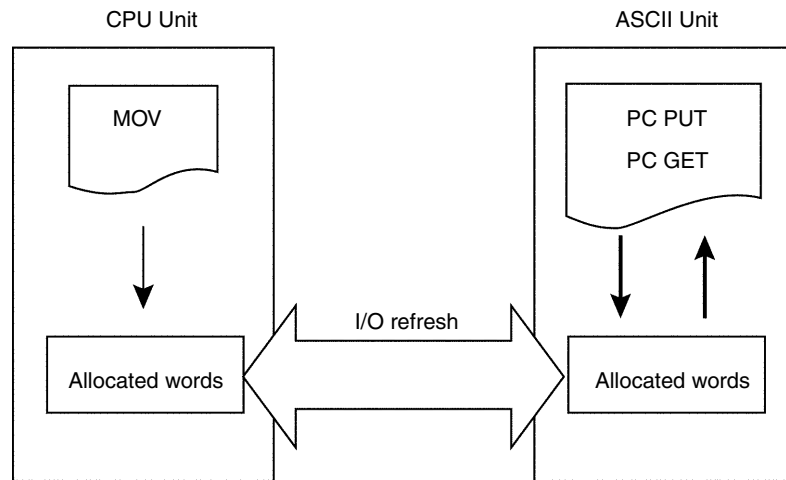 CPU Unit
ASCII Unit
MOV
PC PUT
PC GET
I/O refresh
Allocated words
Allocated words